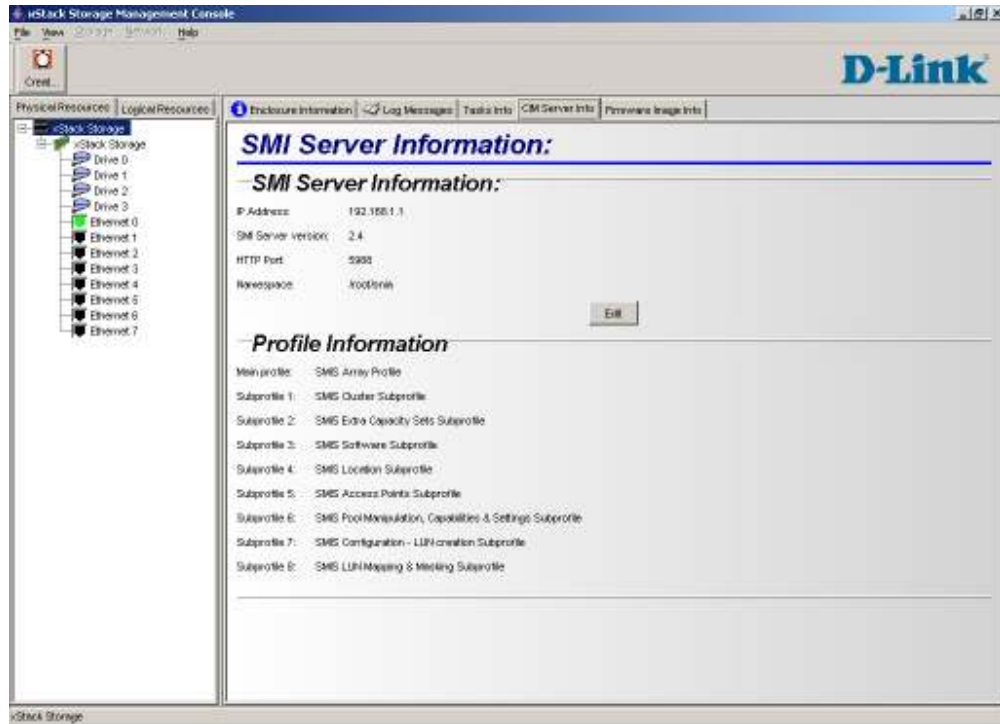 xStack Storage Management Console
File View Storage Network Help
Create...
D-Link
Physical Resources Logical Resources
Enclosure Information Log Messages Tasks Info CIM Server Info Firmware Image Info
xStack Storage
xStack Storage
Drive 0
Drive 1
Drive 2
Drive 3
Ethernet 0
Ethernet 1
Ethernet 2
Ethernet 3
Ethernet 4
Ethernet 5
Ethernet 6
Ethernet 7
SMI Server Information:
SMI Server Information:
IP Address: 192.168.1.1
SMI Server version: 2.4
HTTP Port: 5988
Namespace:
Edit
Profile Information
Main profile: SMIS Array Profile
Subprofile 1: SMIS Cluster Subprofile
Subprofile 2: SMIS Extra Capacity Sets Subprofile
Subprofile 3: SMIS Software Subprofile
Subprofile 4: SMIS Location Subprofile
Subprofile 5: SMIS Access Points Subprofile
Subprofile 6: SMIS Pool Manipulation, Capabilities & Settings Subprofile
Subprofile 7: SMIS Configuration - LUN creation Subprofile
Subprofile 8: SMIS LUN Mapping & Masking Subprofile
xStack Storage